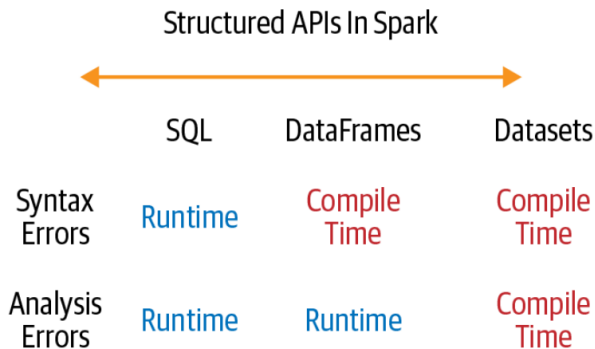 Structured APIs In Spark
SQL DataFrames Datasets
Syntax Errors Runtime Compile Time Compile Time
Analysis Errors Runtime Runtime Compile Time